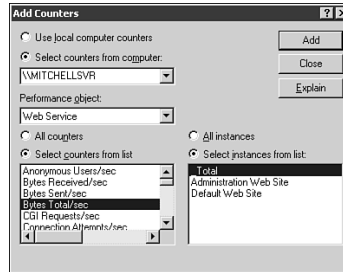 Add Counters
Use local computer counters
Select counters from computer:
\\MITCHELLSVR
Performance object:
Web Service
All counters
Select counters from list
Anonymous Users/sec
Bytes Received/sec
Bytes Sent/sec
Bytes Total/sec
CGI Requests/sec
Connection Attempts/sec
All instances
Select instances from list:
_Total
Administration Web Site
Default Web Site
Add
Close
Explain